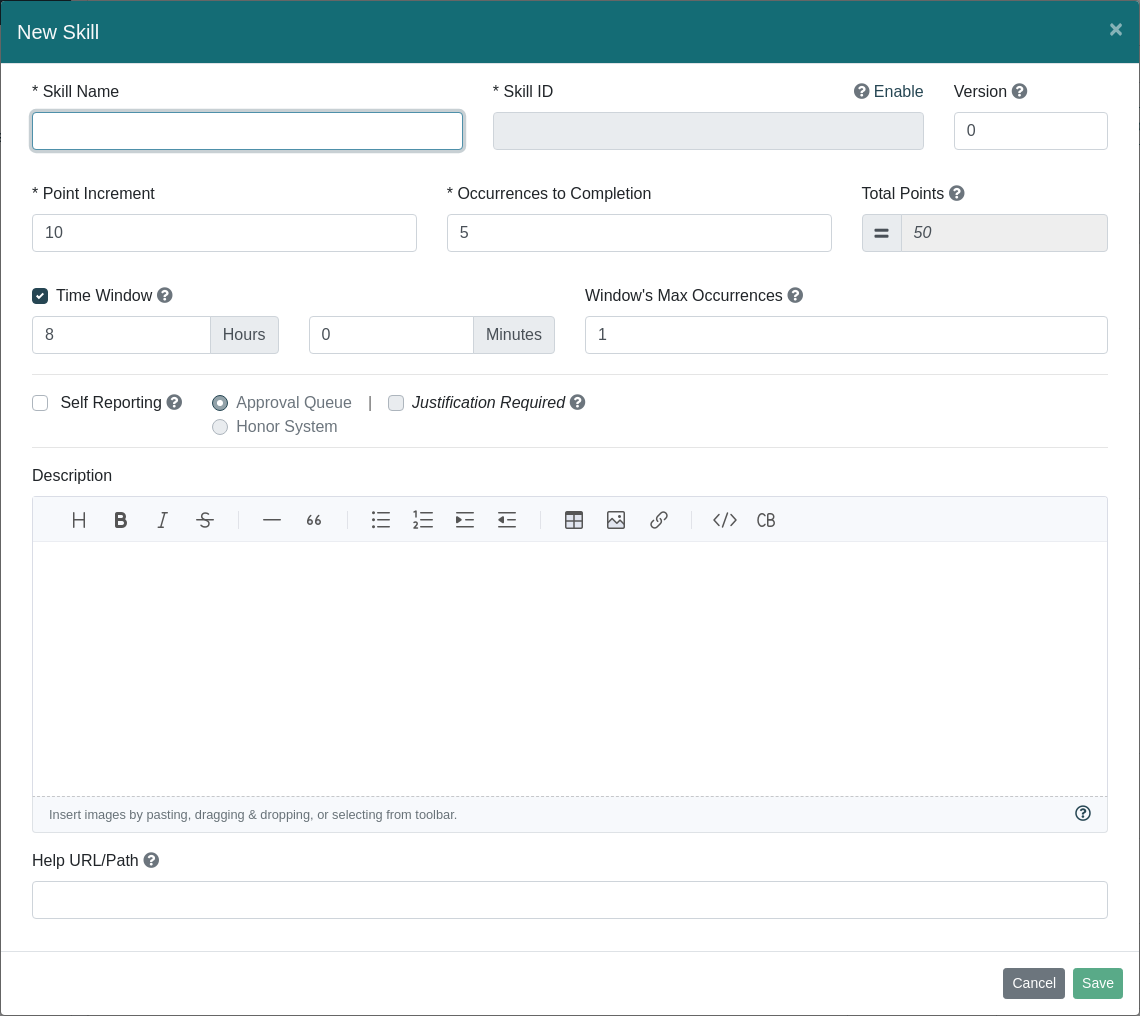 New Skill ×
* Skill Name * Skill ID Enable Version
0
* Point Increment * Occurrences to Completion Total Points
10 5 = 50
Time Window Window's Max Occurrences
8 Hours 0 Minutes 1
Self Reporting Approval Queue | Justification Required
Honor System
Description
H B I S — 66 </> CB
Insert images by pasting, dragging & dropping, or selecting from toolbar.
Help URL/Path
Cancel Save